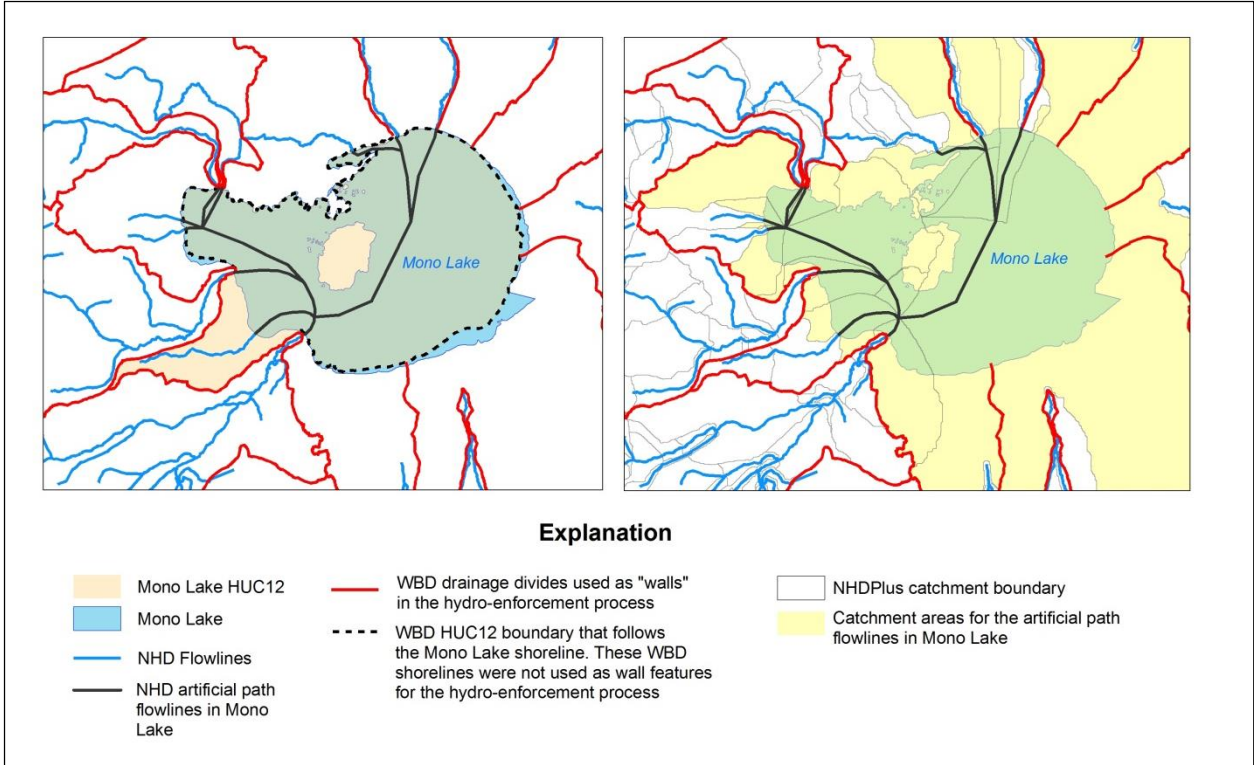 Mono Lake
Mono Lake
Explanation
Mono Lake HUC12
Mono Lake
NHD Flowlines
NHD artificial path
flowlines in Mono
Lake
WBD drainage divides used as "walls"
in the hydro-enforcement process
WBD HUC12 boundary that follows
the Mono Lake shoreline. These WBD
shorelines were not used as wall features
for the hydro-enforcement process
NHDPlus catchment boundary
Catchment areas for the artificial path
flowlines in Mono Lake